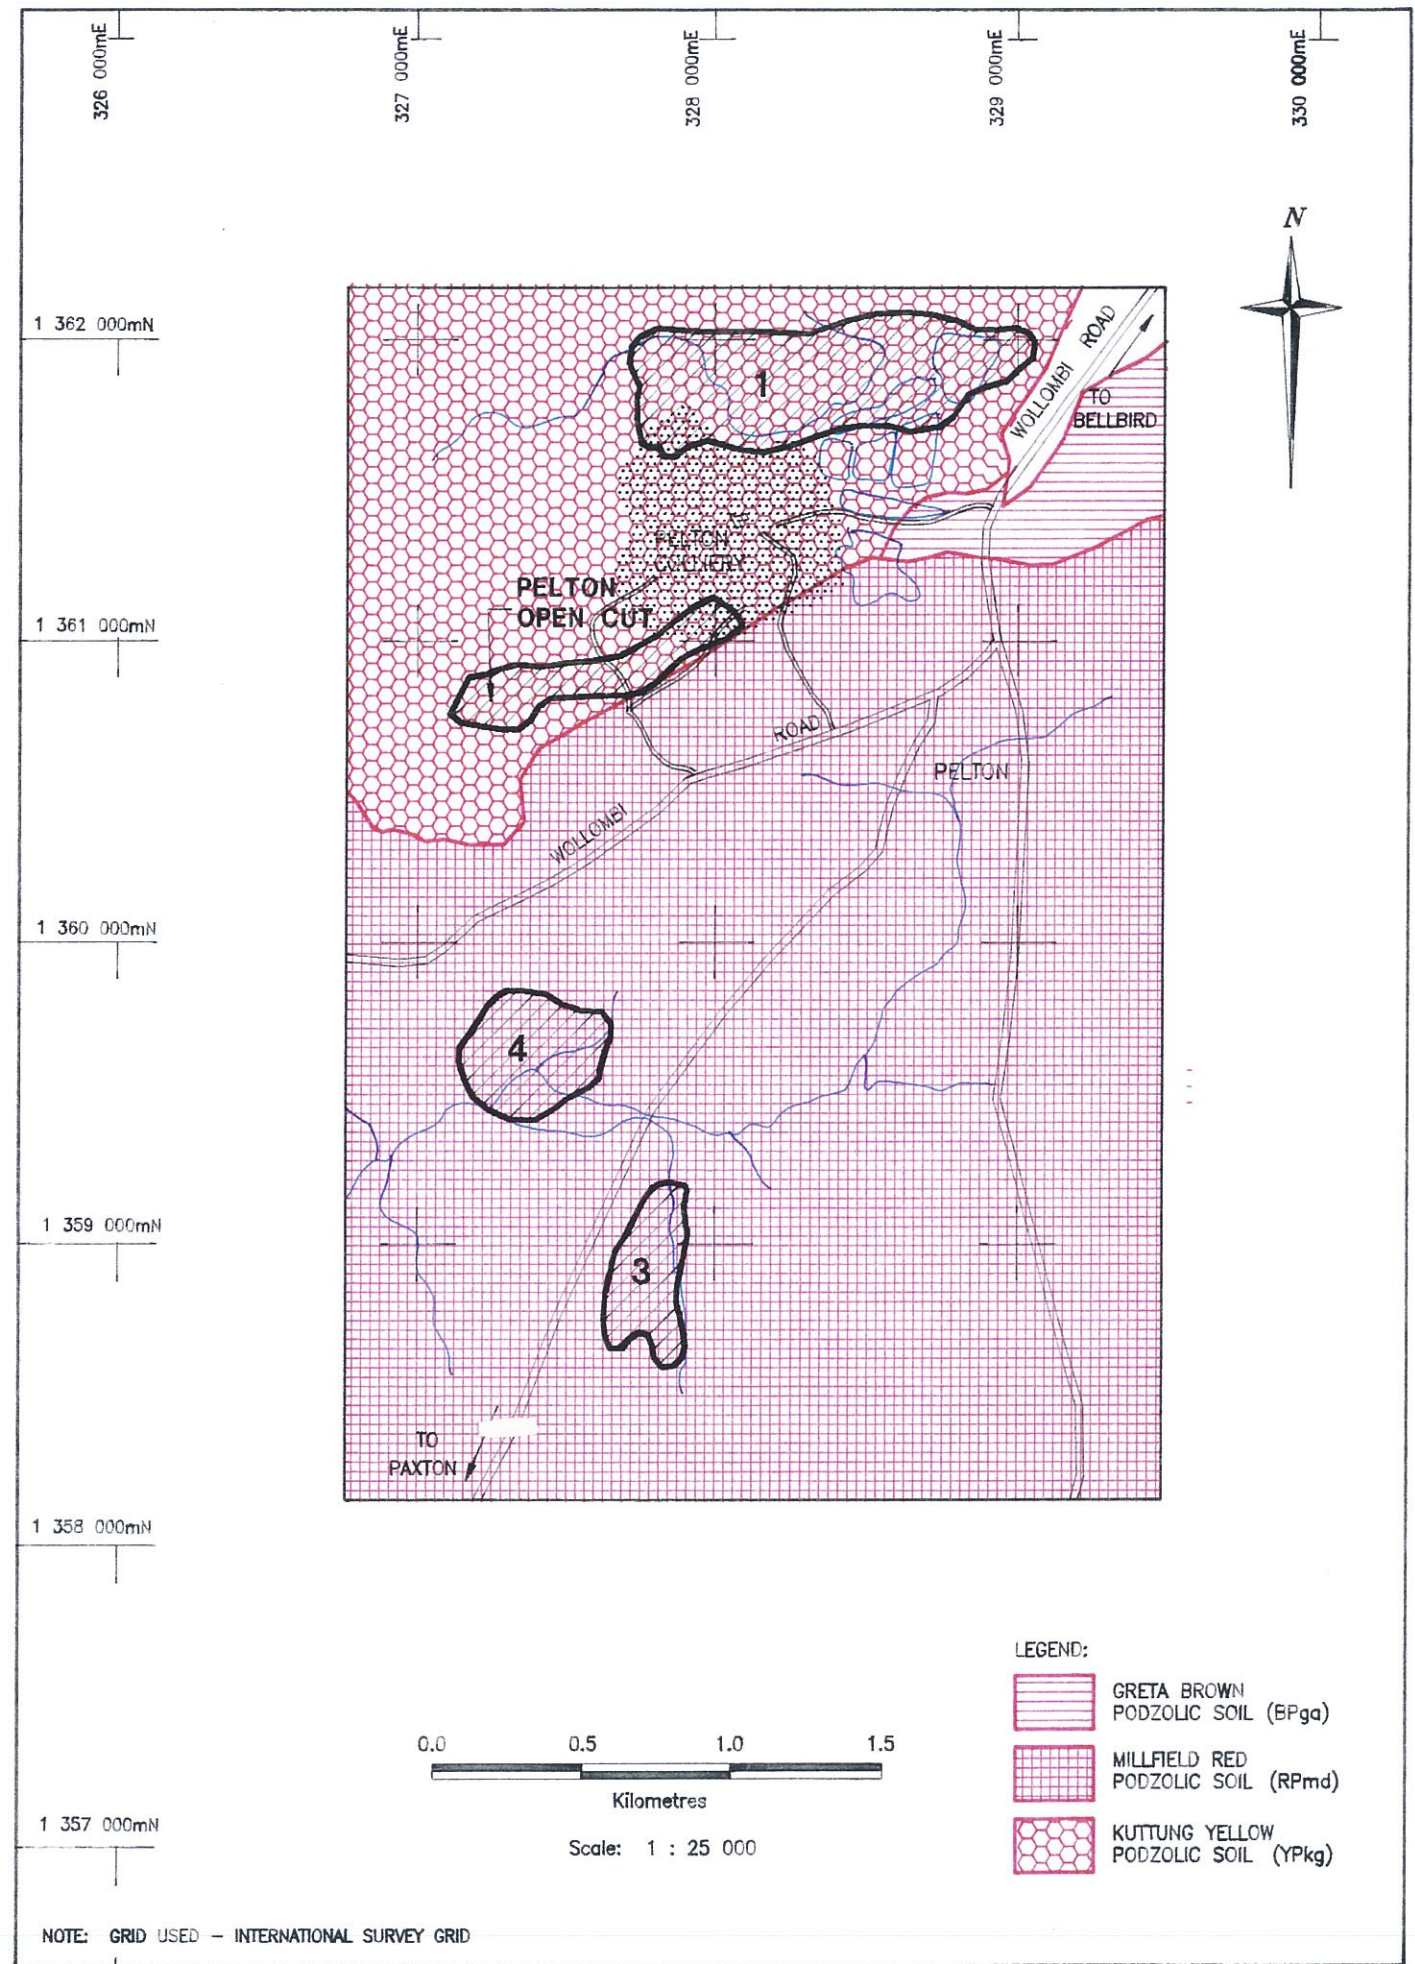 326 000mE
327 000mE
328 000mE
329 000mE
330 000mE
N
1 362 000mN
WOLLOMBI ROAD
1
TO
BELLBIRD
PELTON
COLLIERY
PELTON
OPEN CUT
1 361 000mN
ROAD
PELTON
WOLLOMBI
1 360 000mN
4
1 359 000mN
3
TO
PAXTON
1 358 000mN
LEGEND:
GRETA BROWN
PODZOLIC SOIL (BPga)
MILLFIELD RED
PODZOLIC SOIL (RPmd)
KUTTUNG YELLOW
PODZOLIC SOIL (YPkg)
0.0 0.5 1.0 1.5
Kilometres
Scale: 1 : 25 000
1 357 000mN
NOTE: GRID USED – INTERNATIONAL SURVEY GRID